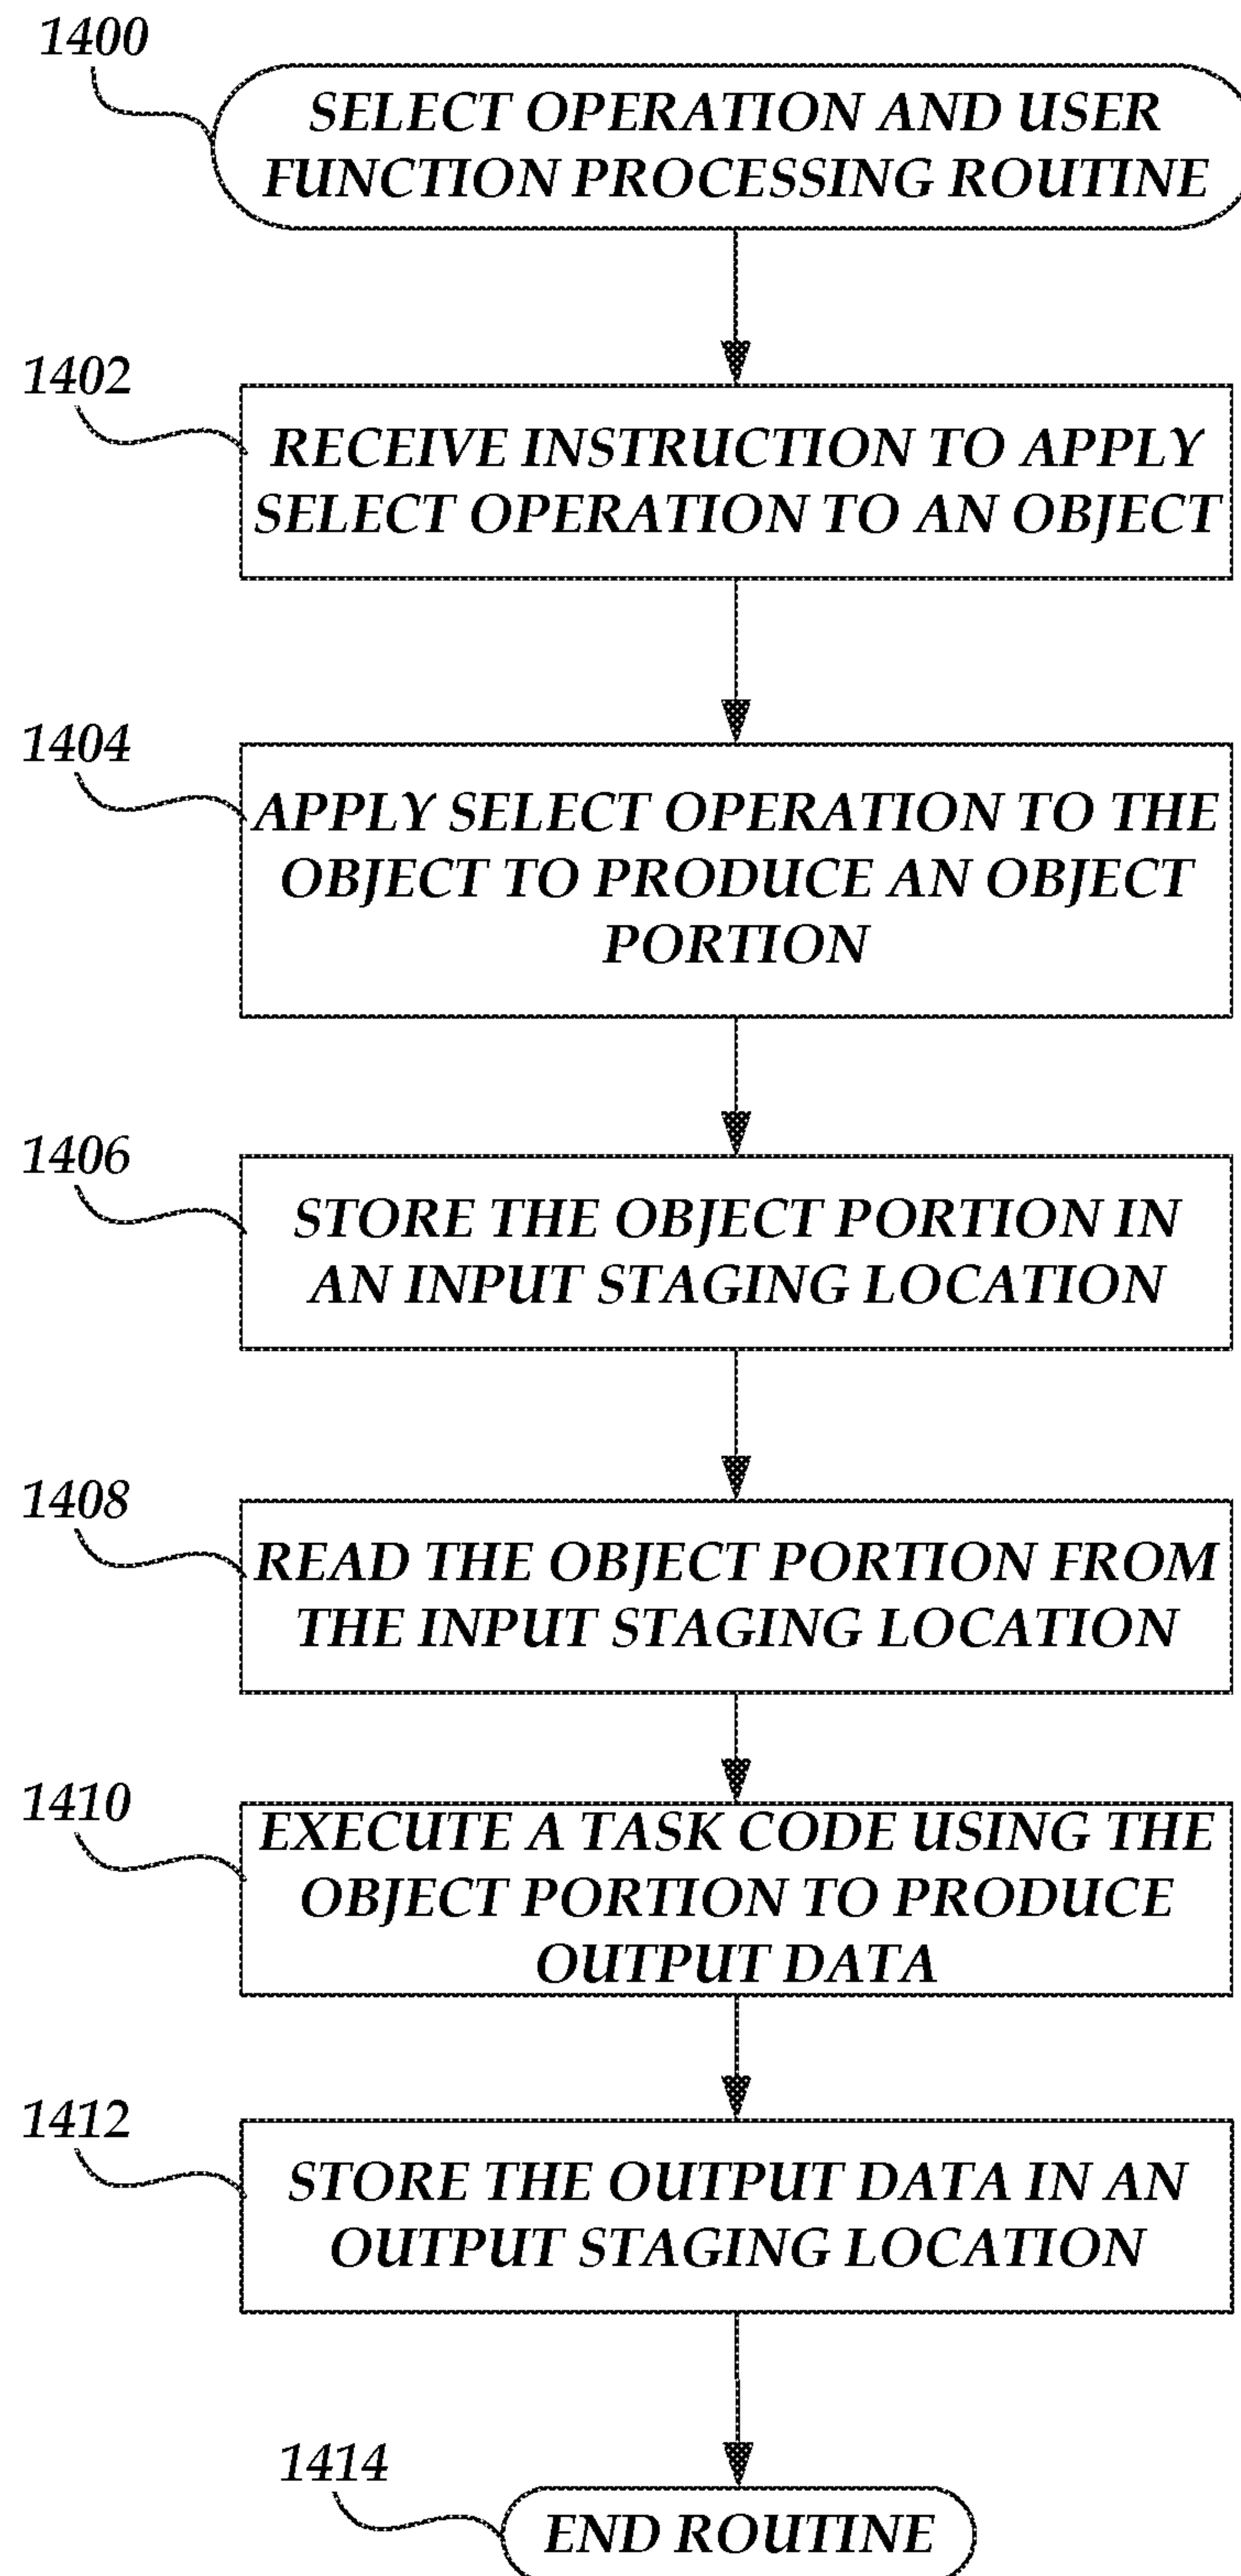 1400
SELECT OPERATION AND USER
FUNCTION PROCESSING ROUTINE
1402
RECEIVE INSTRUCTION TO APPLY
SELECT OPERATION TO AN OBJECT
1404
APPLY SELECT OPERATION TO THE
OBJECT TO PRODUCE AN OBJECT
PORTION
1406
STORE THE OBJECT PORTION IN
AN INPUT STAGING LOCATION
1408
READ THE OBJECT PORTION FROM
THE INPUT STAGING LOCATION
1410
EXECUTE A TASK CODE USING THE
OBJECT PORTION TO PRODUCE
OUTPUT DATA
1412
STORE THE OUTPUT DATA IN AN
OUTPUT STAGING LOCATION
1414
END ROUTINE